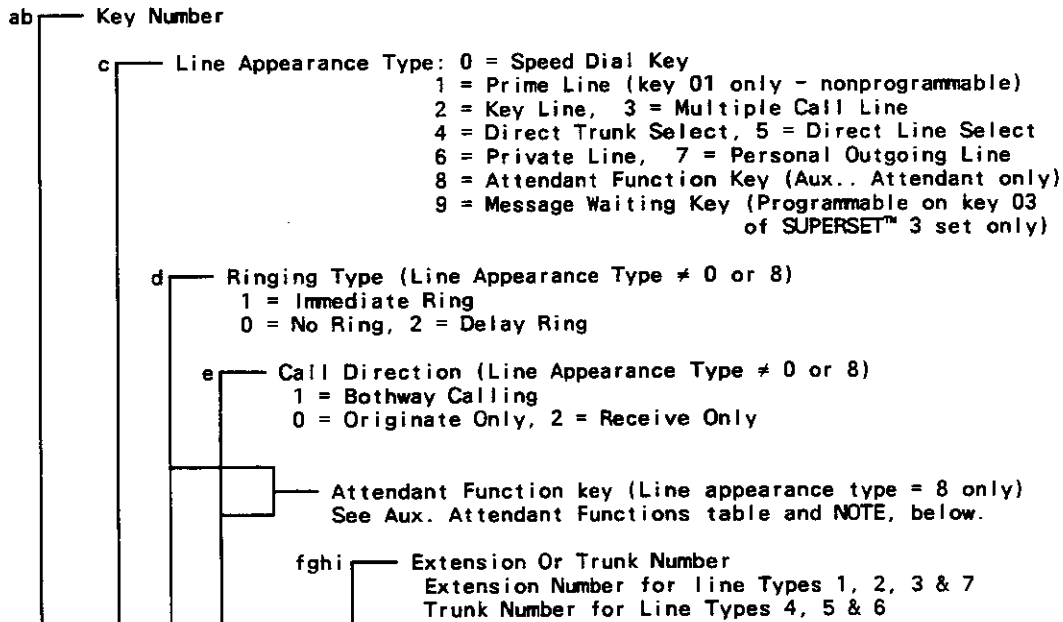 ab Key Number
c Line Appearance Type: 0 = Speed Dial Key
1 = Prime Line (key 01 only - nonprogrammable)
2 = Key Line, 3 = Multiple Call Line
4 = Direct Trunk Select, 5 = Direct Line Select
6 = Private Line, 7 = Personal Outgoing Line
8 = Attendant Function Key (Aux.. Attendant only)
9 = Message Waiting Key (Programmable on key 03
of SUPERSET™ 3 set only)
d Ringing Type (Line Appearance Type ≠ 0 or 8)
1 = Immediate Ring
0 = No Ring, 2 = Delay Ring
e Call Direction (Line Appearance Type ≠ 0 or 8)
1 = Bothway Calling
0 = Originate Only, 2 = Receive Only
Attendant Function key (Line appearance type = 8 only)
See Aux. Attendant Functions table and NOTE, below.
fghi Extension Or Trunk Number
Extension Number for line Types 1, 2, 3 & 7
Trunk Number for Line Types 4, 5 & 6